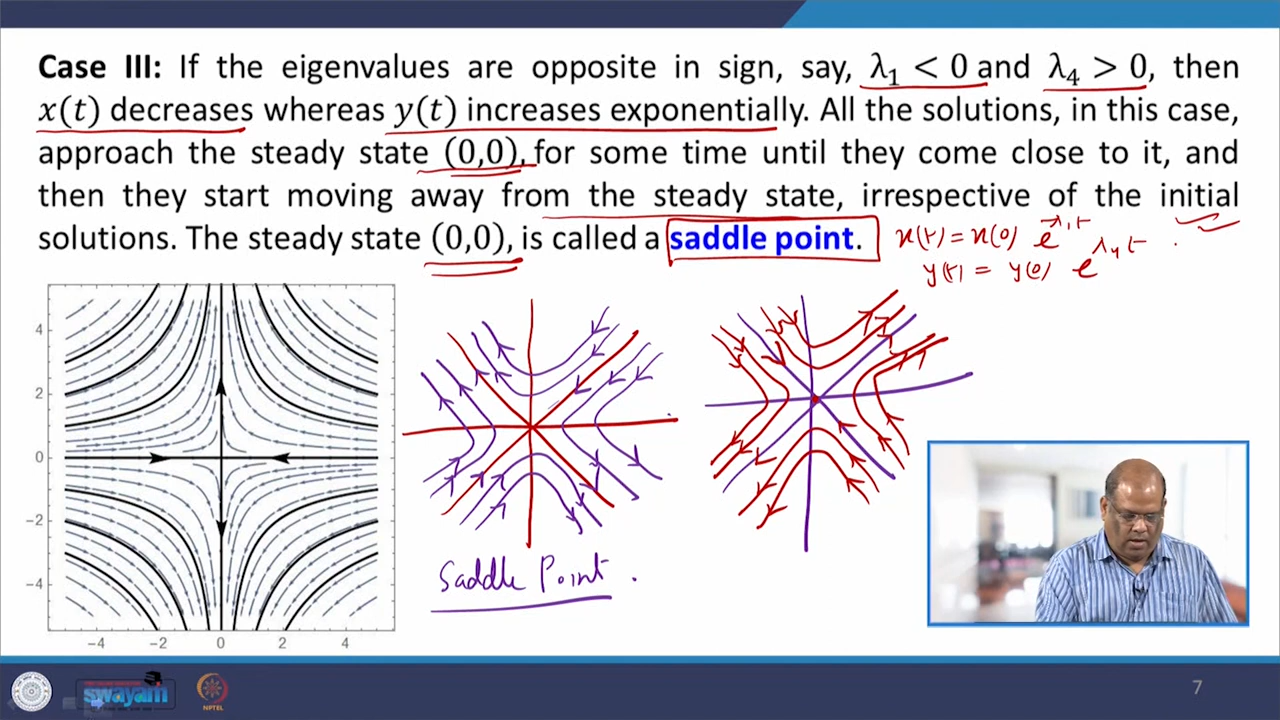 Case III: If the eigenvalues are opposite in sign, say, λ₁ < 0 and λ₄ > 0, then
x(t) decreases whereas y(t) increases exponentially. All the solutions, in this case,
approach the steady state (0,0), for some time until they come close to it, and
then they start moving away from the steady state, irrespective of the initial
solutions. The steady state (0,0), is called a saddle point.
x(t) = x(0) e^λ₁t
y(t) = y(0) e^λ₄t
4
2
0
−2
−4
−4 −2 0 2 4
Saddle Point.
swayam
NPTEL
7